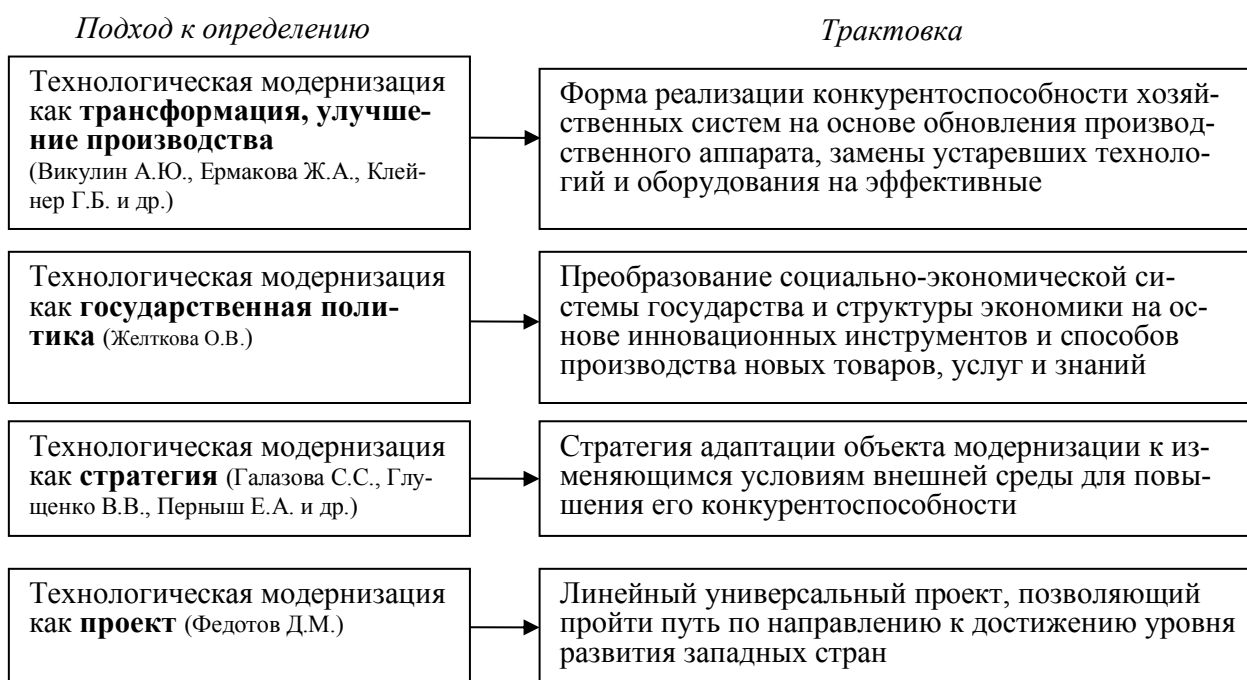 Подход к определению
Трактовка
Технологическая модернизация
как трансформация, улучше-
ние производства
(Викулин А.Ю., Ермакова Ж.А., Клей-
нер Г.Б. и др.)
Форма реализации конкурентоспособности хозяй-
ственных систем на основе обновления производ-
ственного аппарата, замены устаревших техноло-
гий и оборудования на эффективные
Технологическая модернизация
как государственная поли-
тика (Желткова О.В.)
Преобразование социально-экономической си-
стемы государства и структуры экономики на ос-
нове инновационных инструментов и способов
производства новых товаров, услуг и знаний
Технологическая модернизация
как стратегия (Галазова С.С., Глу-
щенко В.В., Перныш Е.А. и др.)
Стратегия адаптации объекта модернизации к из-
меняющимся условиям внешней среды для повы-
шения его конкурентоспособности
Технологическая модернизация
как проект (Федотов Д.М.)
Линейный универсальный проект, позволяющий
пройти путь по направлению к достижению уровня
развития западных стран